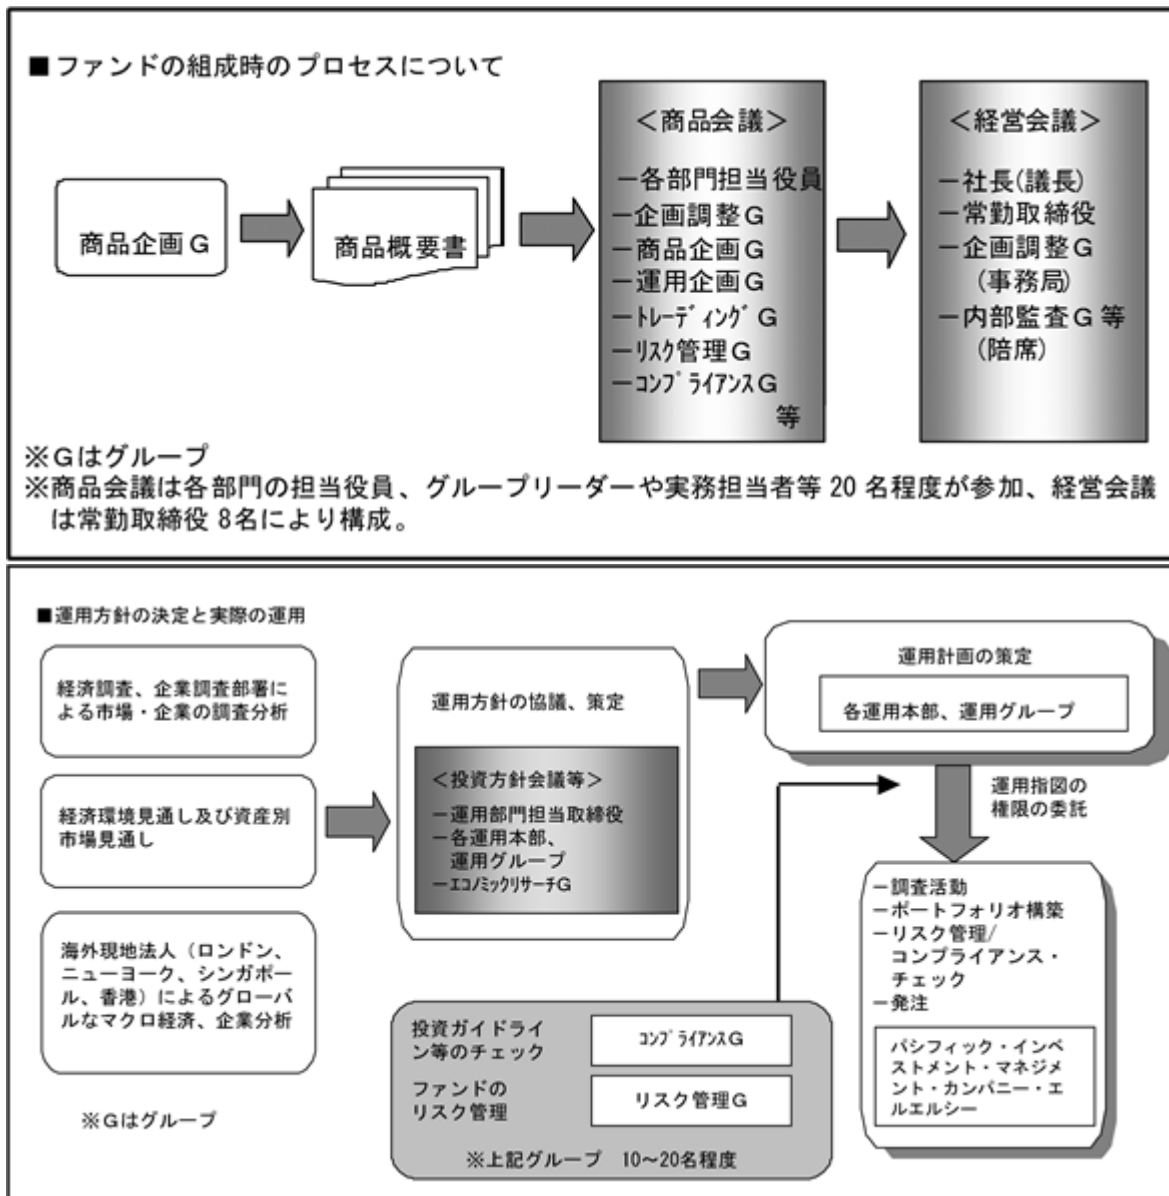 ■ファンドの組成時のプロセスについて
商品企画G
商品概要書
＜商品会議＞
－各部門担当役員
－企画調整G
－商品企画G
－運用企画G
－ﾄﾚｰﾃﾞｨﾝｸﾞG
－ﾘｽｸ管理G
－ｺﾝﾌﾟﾗｲｱﾝｽG
等
＜経営会議＞
－社長(議長)
－常勤取締役
－企画調整G
(事務局)
－内部監査G 等
(陪席)
※Gはグループ
※商品会議は各部門の担当役員、グループリーダーや実務担当者等 20 名程度が参加、経営会議
は常勤取締役 8名により構成。
■運用方針の決定と実際の運用
経済調査、企業調査部署に
よる市場・企業の調査分析
経済環境見通し及び資産別
市場見通し
海外現地法人（ロンドン、
ニューヨーク、シンガポー
ル、香港）によるグローバ
ルなマクロ経済、企業分析
※Gはグループ
運用方針の協議、策定
＜投資方針会議等＞
－運用部門担当取締役
－各運用本部、
運用グループ
－ｴｺﾉﾐｯｸﾘｻｰﾁG
運用計画の策定
各運用本部、運用グループ
運用指図の
権限の委託
－調査活動
－ポートフォリオ構築
－リスク管理/
コンプライアンス・
チェック
－発注
パシフィック・インベ
ストメント・マネジメ
ント・カンパニー・エ
ルエルシー
投資ガイドライ
ン等のチェック
ｺﾝﾌﾟﾗｲｱﾝｽG
ファンドの
リスク管理
リスク管理G
※上記グループ　10～20名程度